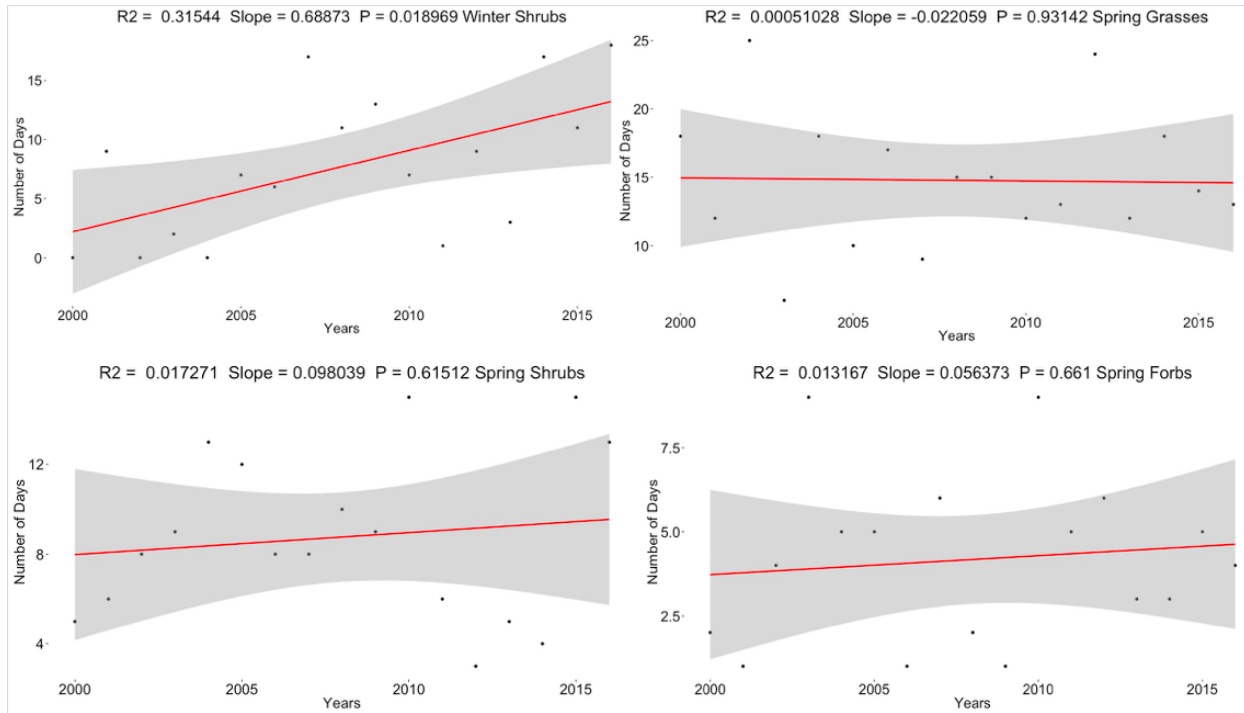 R2 = 0.31544 Slope = 0.68873 P = 0.018969 Winter Shrubs
15
10
5
0
Number of Days
2000 2005 2010 2015
Years
R2 = 0.00051028 Slope = -0.022059 P = 0.93142 Spring Grasses
25
20
15
10
Number of Days
2000 2005 2010 2015
Years
R2 = 0.017271 Slope = 0.098039 P = 0.61512 Spring Shrubs
12
8
4
Number of Days
2000 2005 2010 2015
Years
R2 = 0.013167 Slope = 0.056373 P = 0.661 Spring Forbs
7.5
5.0
2.5
Number of Days
2000 2005 2010 2015
Years